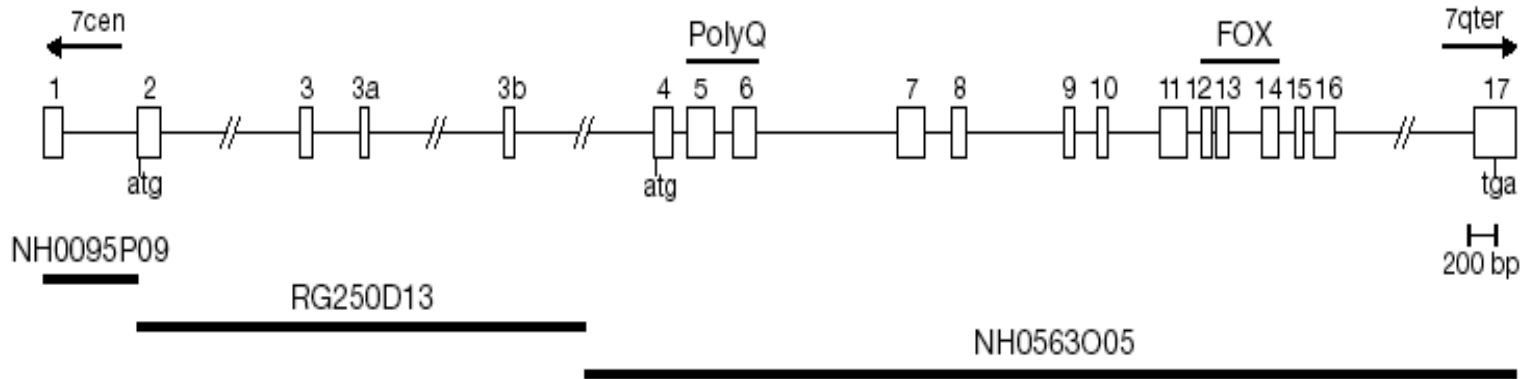 7cen PolyQ FOX 7qter
1 2 3 3a 3b 4 5 6 7 8 9 10 11 12 13 14 15 16 17
atg atg tga
NH0095P09 200 bp
RG250D13
NH0563O05